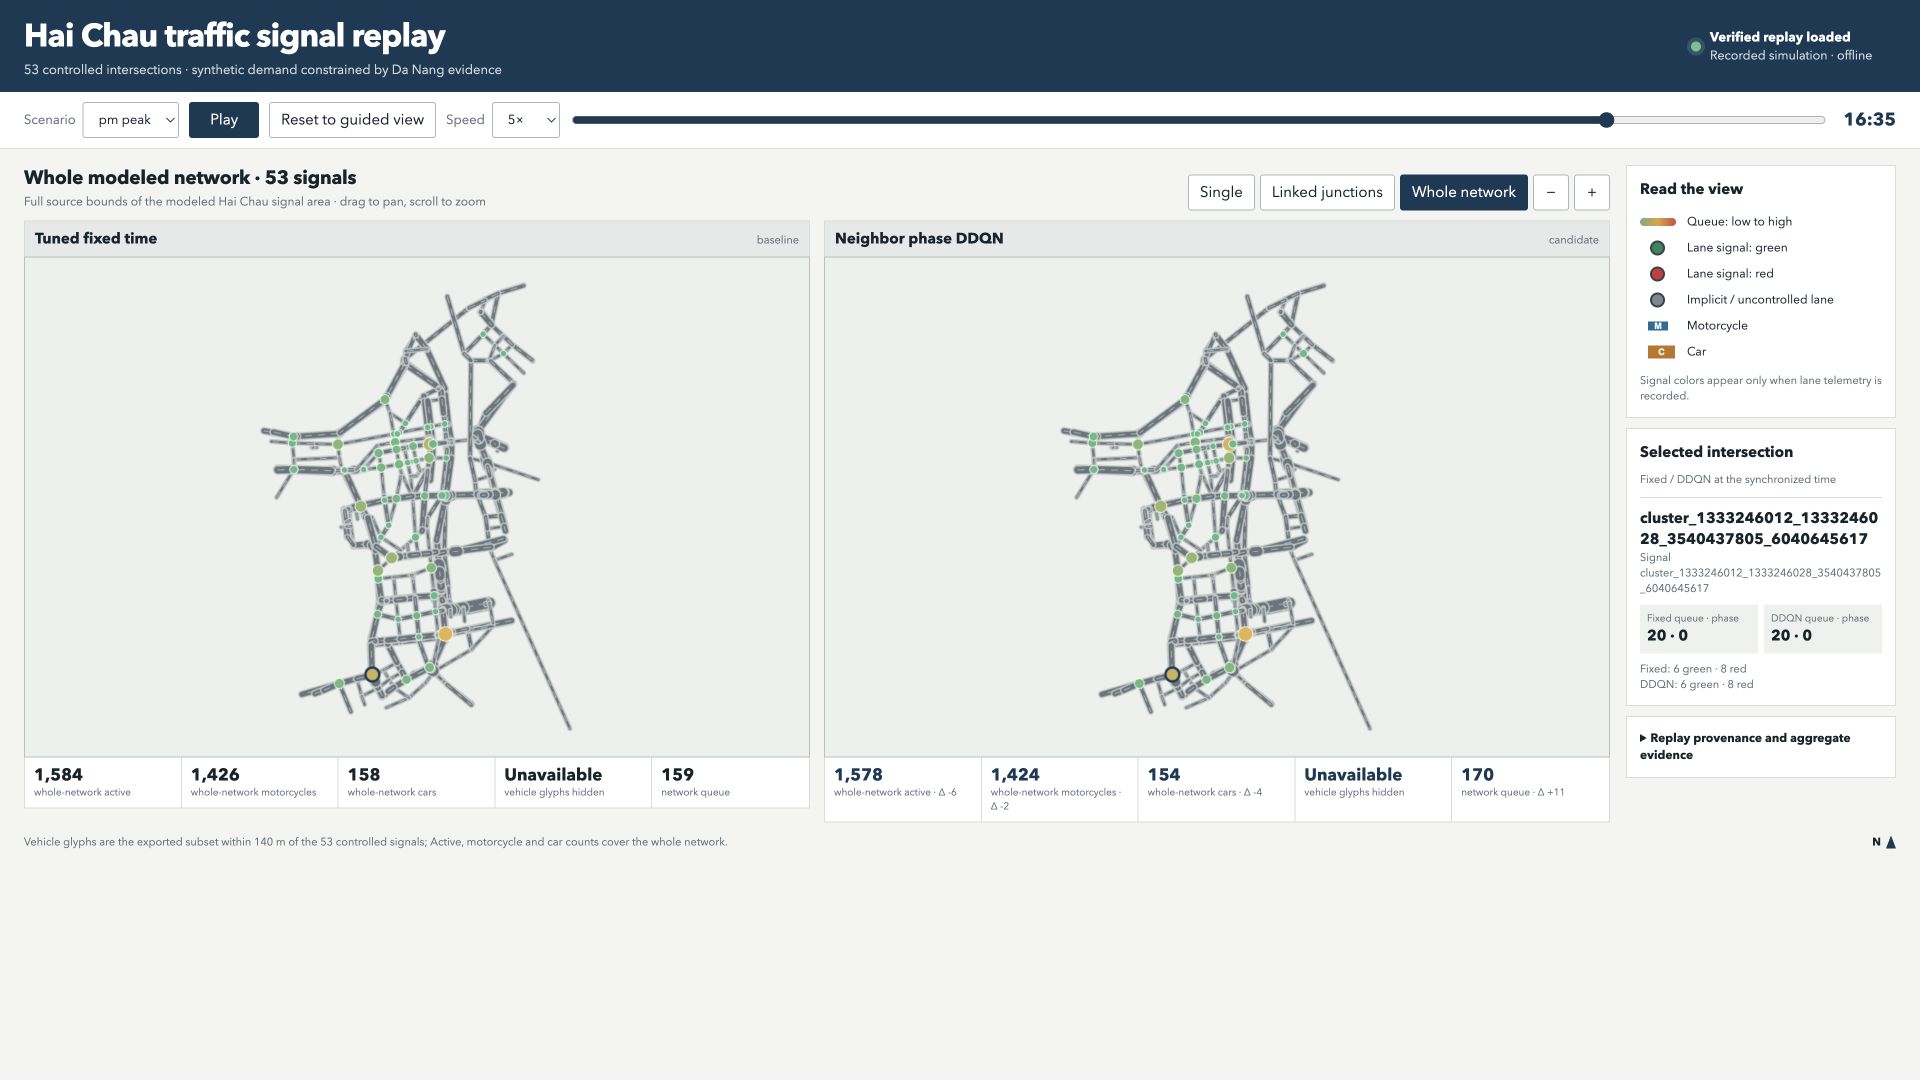 Hai Chau traffic signal replay
53 controlled intersections · synthetic demand constrained by Da Nang evidence
Verified replay loaded
Recorded simulation · offline
Scenario
pm peak
Play
Reset to guided view
Speed
5×
16:35
Whole modeled network · 53 signals
Full source bounds of the modeled Hai Chau signal area · drag to pan, scroll to zoom
Single
Linked junctions
Whole network
−
+
Tuned fixed time
baseline
Neighbor phase DDQN
candidate
1,584
whole-network active
1,426
whole-network motorcycles
158
whole-network cars
Unavailable
vehicle glyphs hidden
159
network queue
1,578
whole-network active · Δ -6
1,424
whole-network motorcycles ·
Δ -2
154
whole-network cars · Δ -4
Unavailable
vehicle glyphs hidden
170
network queue · Δ +11
Vehicle glyphs are the exported subset within 140 m of the 53 controlled signals; Active, motorcycle and car counts cover the whole network.
N
Read the view
Queue: low to high
Lane signal: green
Lane signal: red
Implicit / uncontrolled lane
M
Motorcycle
C
Car
Signal colors appear only when lane telemetry is
recorded.
Selected intersection
Fixed / DDQN at the synchronized time
cluster_1333246012_13332460
28_3540437805_6040645617
Signal
cluster_1333246012_1333246028_3540437805
_6040645617
Fixed queue · phase
20 · 0
DDQN queue · phase
20 · 0
Fixed: 6 green · 8 red
DDQN: 6 green · 8 red
Replay provenance and aggregate
evidence